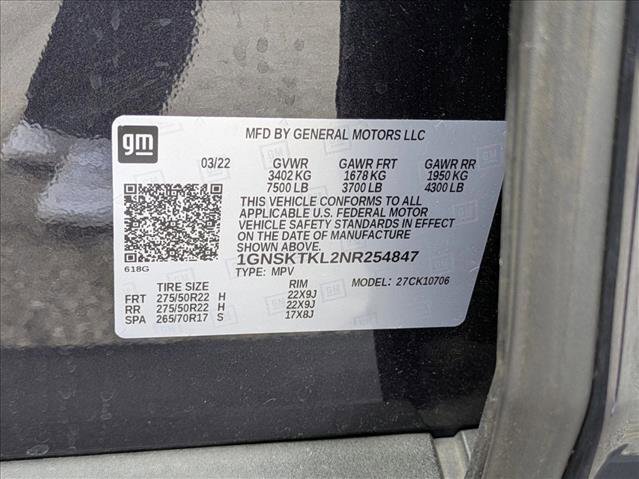 gm
MFD BY GENERAL MOTORS LLC
03/22 GVWR GAWR FRT GAWR RR
3402 KG 1678 KG 1950 KG
7500 LB 3700 LB 4300 LB
THIS VEHICLE CONFORMS TO ALL
APPLICABLE U.S. FEDERAL MOTOR
VEHICLE SAFETY STANDARDS IN EFFECT
ON THE DATE OF MANUFACTURE
SHOWN ABOVE.
618G
1GNSKTKL2NR254847
TYPE: MPV MODEL: 27CK10706
TIRE SIZE RIM
FRT 275/50R22 H 22X9J
RR 275/50R22 H 22X9J
SPA 265/70R17 S 17X8J